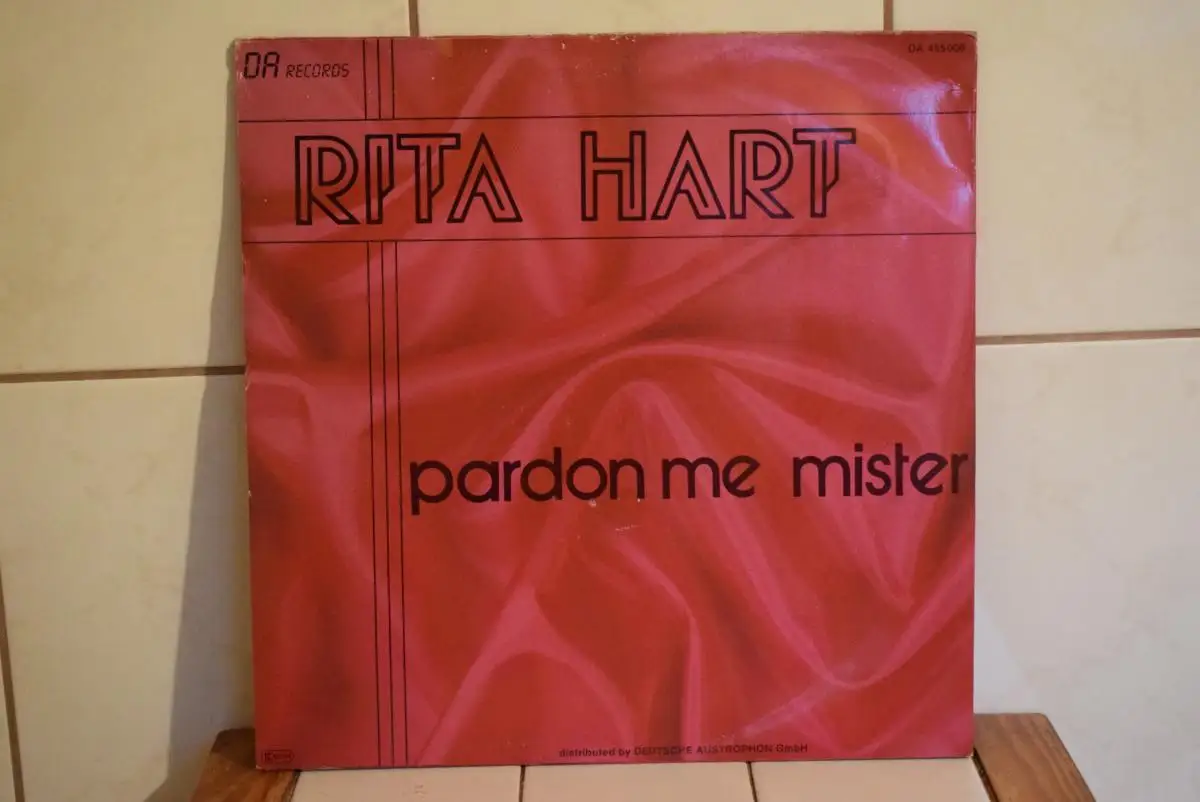 DA RECORDS
DA 455008
RITA HART
pardon me mister
distributed by DEUTSCHE AUSTROPHON GmbH